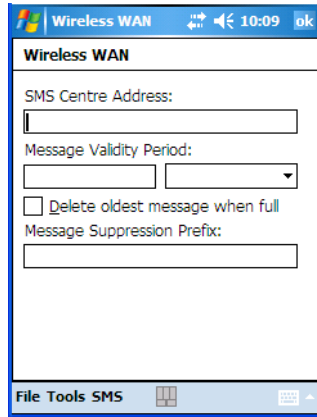 Wireless WAN 10:09 ok
Wireless WAN
SMS Centre Address:
Message Validity Period:
Delete oldest message when full
Message Suppression Prefix:
File Tools SMS